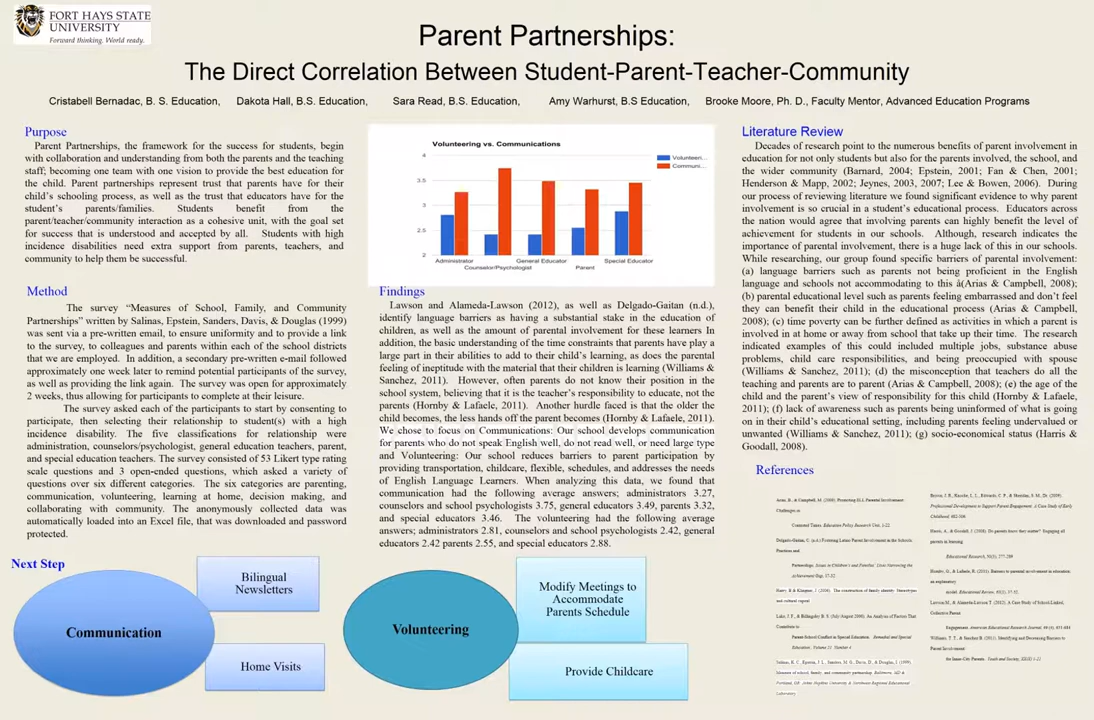 FORT HAYS STATE
UNIVERSITY
Forward thinking. World ready.
Parent Partnerships:
The Direct Correlation Between Student-Parent-Teacher-Community
Cristabell Bernadac, B. S. Education, Dakota Hall, B.S. Education, Sara Read, B.S. Education, Amy Warhurst, B.S Education, Brooke Moore, Ph. D., Faculty Mentor, Advanced Education Programs
Purpose
Parent Partnerships, the framework for the success for students, begin
with collaboration and understanding from both the parents and the teaching
staff; becoming one team with one vision to provide the best education for
the child. Parent partnerships represent trust that parents have for their
child's schooling process, as well as the trust that educators have for the
student's parents/families. Students benefit from the
parent/teacher/community interaction as a cohesive unit, with the goal set
for success that is understood and accepted by all. Students with high
incidence disabilities need extra support from parents, teachers, and
community to help them be successful.
Method
The survey "Measures of School, Family, and Community
Partnerships" written by Salinas, Epstein, Sanders, Davis, & Douglas (1999)
was sent via a pre-written email, to ensure uniformity and to provide a link
to the survey, to colleagues and parents within each of the school districts
that we are employed. In addition, a secondary pre-written e-mail followed
approximately one week later to remind potential participants of the survey,
as well as providing the link again. The survey was open for approximately
2 weeks, thus allowing for participants to complete at their leisure.
The survey asked each of the participants to start by consenting to
participate, then selecting their relationship to student(s) with a high
incidence disability. The five classifications for relationship were
administration, counselors/psychologist, general education teachers, parent,
and special education teachers. The survey consisted of 53 Likert type rating
scale questions and 3 open-ended questions, which asked a variety of
questions over six different categories. The six categories are parenting,
communication, volunteering, learning at home, decision making, and
collaborating with community. The anonymously collected data was
automatically loaded into an Excel file, that was downloaded and password
protected.
Volunteering vs. Communications
4
3.5
3
2.5
2
Administrator
Counselor/Psychologist
General Educator
Parent
Special Educator
Volunteeri...
Communi...
Findings
Lawson and Alameda-Lawson (2012), as well as Delgado-Gaitan (n.d.),
identify language barriers as having a substantial stake in the education of
children, as well as the amount of parental involvement for these learners In
addition, the basic understanding of the time constraints that parents have play a
large part in their abilities to add to their child's learning, as does the parental
feeling of ineptitude with the material that their children is learning (Williams &
Sanchez, 2011). However, often parents do not know their position in the
school system, believing that it is the teacher's responsibility to educate, not the
parents (Hornby & Lafaele, 2011). Another hurdle faced is that the older the
child becomes, the less hands off the parent becomes (Hornby & Lafaele, 2011).
We chose to focus on Communications: Our school develops communication
for parents who do not speak English well, do not read well, or need large type
and Volunteering: Our school reduces barriers to parent participation by
providing transportation, childcare, flexible, schedules, and addresses the needs
of English Language Learners. When analyzing this data, we found that
communication had the following average answers; administrators 3.27,
counselors and school psychologists 3.75, general educators 3.49, parents 3.32,
and special educators 3.46. The volunteering had the following average
answers; administrators 2.81, counselors and school psychologists 2.42, general
educators 2.42 parents 2.55, and special educators 2.88.
Literature Review
Decades of research point to the numerous benefits of parent involvement in
education for not only students but also for the parents involved, the school, and
the wider community (Barnard, 2004; Epstein, 2001; Fan & Chen, 2001;
Henderson & Mapp, 2002; Jeynes, 2003, 2007; Lee & Bowen, 2006). During
our process of reviewing literature we found significant evidence to why parent
involvement is so crucial in a student's educational process. Educators across
the nation would agree that involving parents can highly benefit the level of
achievement for students in our schools. Although, research indicates the
importance of parental involvement, there is a huge lack of this in our schools.
While researching, our group found specific barriers of parental involvement:
(a) language barriers such as parents not being proficient in the English
language and schools not accommodating to this â(Arias & Campbell, 2008);
(b) parental educational level such as parents feeling embarrassed and don't feel
they can benefit their child in the educational process (Arias & Campbell,
2008); (c) time poverty can be further defined as activities in which a parent is
involved in at home or away from school that take up their time. The research
indicated examples of this could included multiple jobs, substance abuse
problems, child care responsibilities, and being preoccupied with spouse
(Williams & Sanchez, 2011); (d) the misconception that teachers do all the
teaching and parents are to parent (Arias & Campbell, 2008); (e) the age of the
child and the parent's view of responsibility for this child (Hornby & Lafaele,
2011); (f) lack of awareness such as parents being uninformed of what is going
on in their child's educational setting, including parents feeling undervalued or
unwanted (Williams & Sanchez, 2011); (g) socio-economic status (Harris &
Goodall, 2008).
References
Next Step
Communication
Bilingual
Newsletters
Home Visits
Volunteering
Modify Meetings to
Accommodate
Parents Schedule
Provide Childcare